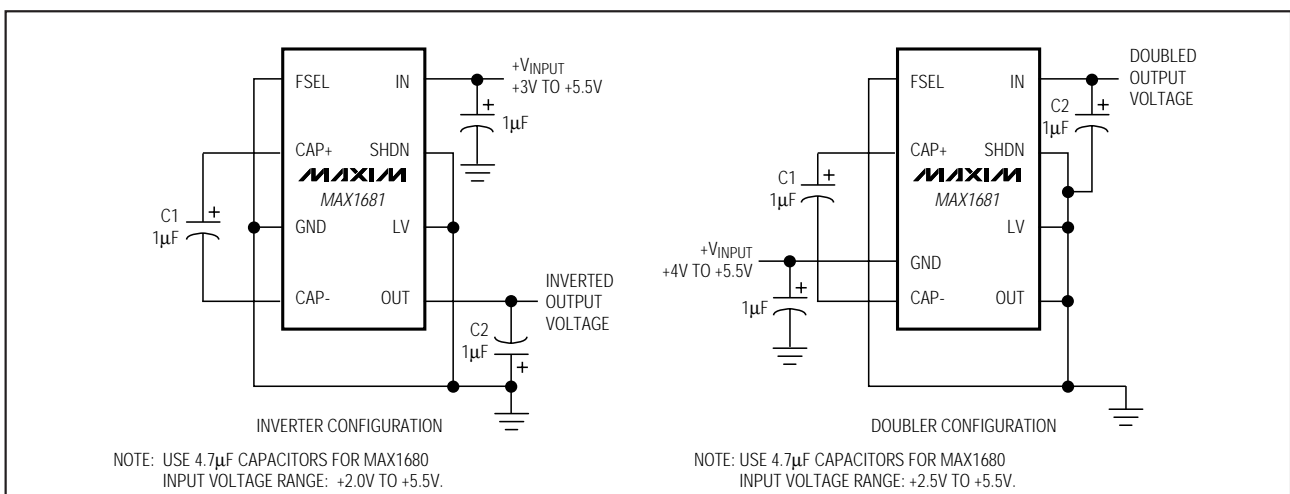 FSEL IN
+VINPUT
+3V TO +5.5V
+
1µF
CAP+ SHDN
MAXIM
MAX1681
C1
+
1µF
GND LV
CAP- OUT
INVERTED
OUTPUT
VOLTAGE
C2
1µF
+
INVERTER CONFIGURATION
NOTE: USE 4.7µF CAPACITORS FOR MAX1680
INPUT VOLTAGE RANGE: +2.0V TO +5.5V.
FSEL IN
DOUBLED
OUTPUT
VOLTAGE
C2
+
1µF
CAP+ SHDN
MAXIM
MAX1681
C1
+
1µF
LV
+VINPUT
+4V TO +5.5V
GND
+
1µF
CAP- OUT
DOUBLER CONFIGURATION
NOTE: USE 4.7µF CAPACITORS FOR MAX1680
INPUT VOLTAGE RANGE: +2.5V TO +5.5V.